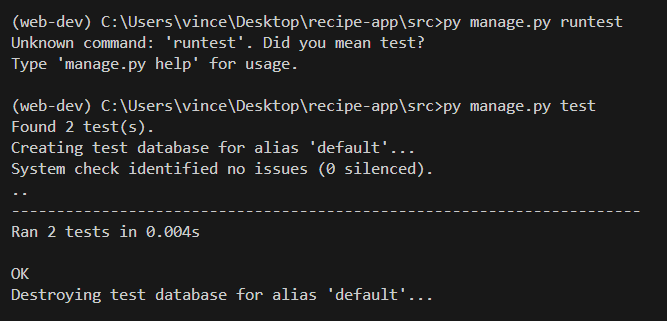 (web-dev) C:\Users\vince\Desktop\recipe-app\src>py manage.py runtest
Unknown command: 'runtest'. Did you mean test?
Type 'manage.py help' for usage.
(web-dev) C:\Users\vince\Desktop\recipe-app\src>py manage.py test
Found 2 test(s).
Creating test database for alias 'default'...
System check identified no issues (0 silenced).
..
----------------------------------------------------------------------
Ran 2 tests in 0.004s
OK
Destroying test database for alias 'default'...